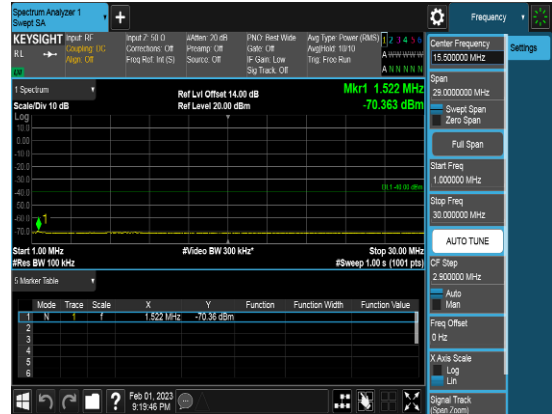 Spectrum Analyzer 1
Swept SA
Frequency
KEYSIGHT
RL
Input: RF
Coupling: DC
Align: Off
Input Z: 50 Ω
Corrections: Off
Freq Ref: Int (S)
#Atten: 20 dB
Preamp: Off
Source: Off
PNO: Best Wide
Gate: Off
IF Gain: Low
Sig Track: Off
Avg Type: Power (RMS)
Avg|Hold: 10/10
Trig: Free Run
1 2 3 4 5 6
A W W W W W
A N N N N N
Center Frequency
15.500000 MHz
Settings
Span
29.0000000 MHz
Swept Span
Zero Span
Full Span
Start Freq
1.000000 MHz
Stop Freq
30.000000 MHz
AUTO TUNE
CF Step
2.900000 MHz
Auto
Man
Freq Offset
0 Hz
X Axis Scale
Log
Lin
Signal Track
(Span Zoom)
1 Spectrum
Scale/Div 10 dB
Ref Lvl Offset 14.00 dB
Ref Level 20.00 dBm
Mkr1 1.522 MHz
-70.363 dBm
Log
10.0
0.00
-10.0
-20.0
-30.0
-40.0
-50.0
-60.0
-70.0
DL1 -40.00 dBm
1
Start 1.00 MHz
#Res BW 100 kHz
#Video BW 300 kHz*
Stop 30.00 MHz
#Sweep 1.00 s (1001 pts)
5 Marker Table
Mode Trace Scale X Y Function Function Width Function Value
1 N 1 f 1.522 MHz -70.36 dBm
2
3
4
5
6
Feb 01, 2023
9:19:46 PM